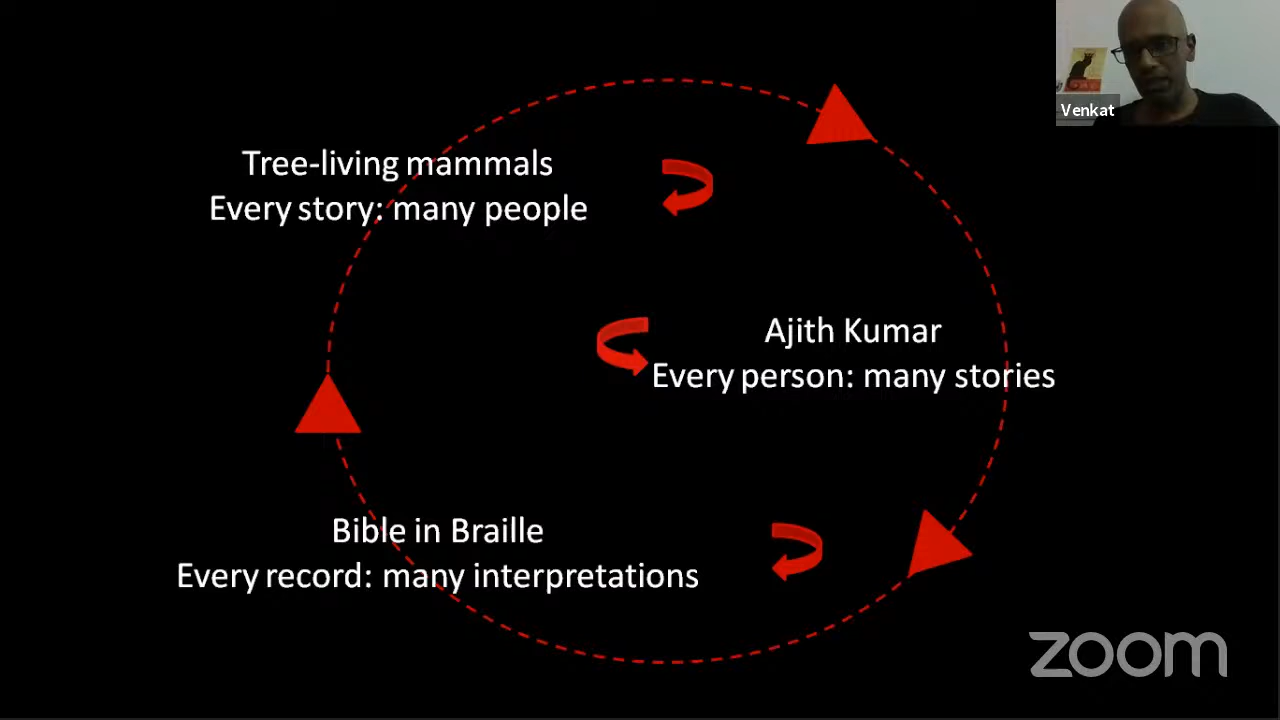 Venkat
Tree-living mammals
Every story: many people
Ajith Kumar
Every person: many stories
Bible in Braille
Every record: many interpretations
zoom